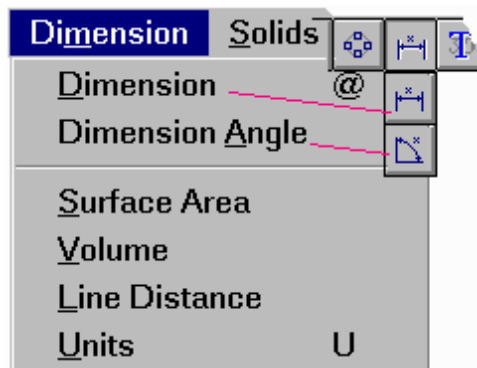 Dimension Solids
Dimension @
Dimension Angle
Surface Area
Volume
Line Distance
Units U